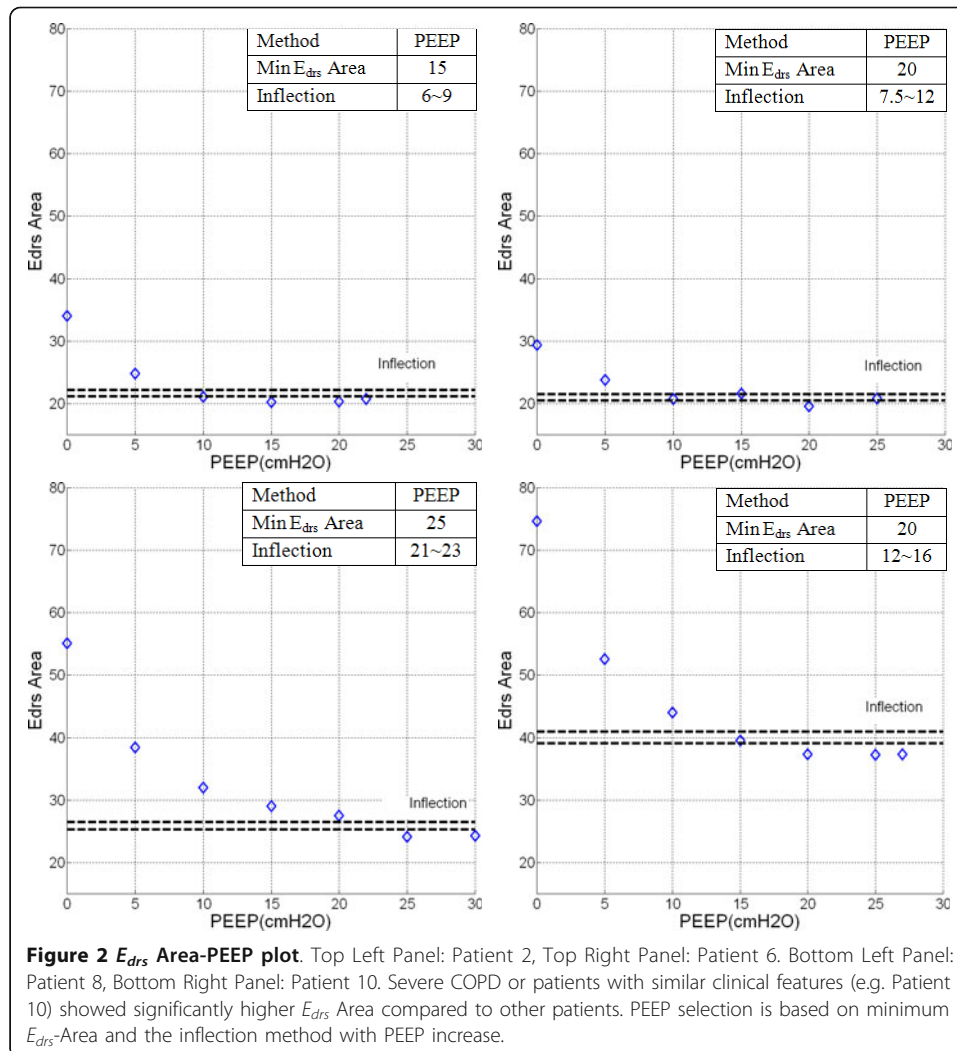 80
70
60
50
40
30
20
Edrs Area
Method PEEP
Min Edrs Area 15
Inflection 6~9
Inflection
0 5 10 15 20 25 30
PEEP(cmH2O)
80
70
60
50
40
30
20
Edrs Area
Method PEEP
Min Edrs Area 20
Inflection 7.5~12
Inflection
0 5 10 15 20 25 30
PEEP(cmH2O)
80
70
60
50
40
30
20
Edrs Area
Method PEEP
Min Edrs Area 25
Inflection 21~23
Inflection
0 5 10 15 20 25 30
PEEP(cmH2O)
80
70
60
50
40
30
20
Edrs Area
Method PEEP
Min Edrs Area 20
Inflection 12~16
Inflection
0 5 10 15 20 25 30
PEEP(cmH2O)
Figure 2 Edrs Area-PEEP plot. Top Left Panel: Patient 2, Top Right Panel: Patient 6. Bottom Left Panel:
Patient 8, Bottom Right Panel: Patient 10. Severe COPD or patients with similar clinical features (e.g. Patient
10) showed significantly higher Edrs Area compared to other patients. PEEP selection is based on minimum
Edrs-Area and the inflection method with PEEP increase.